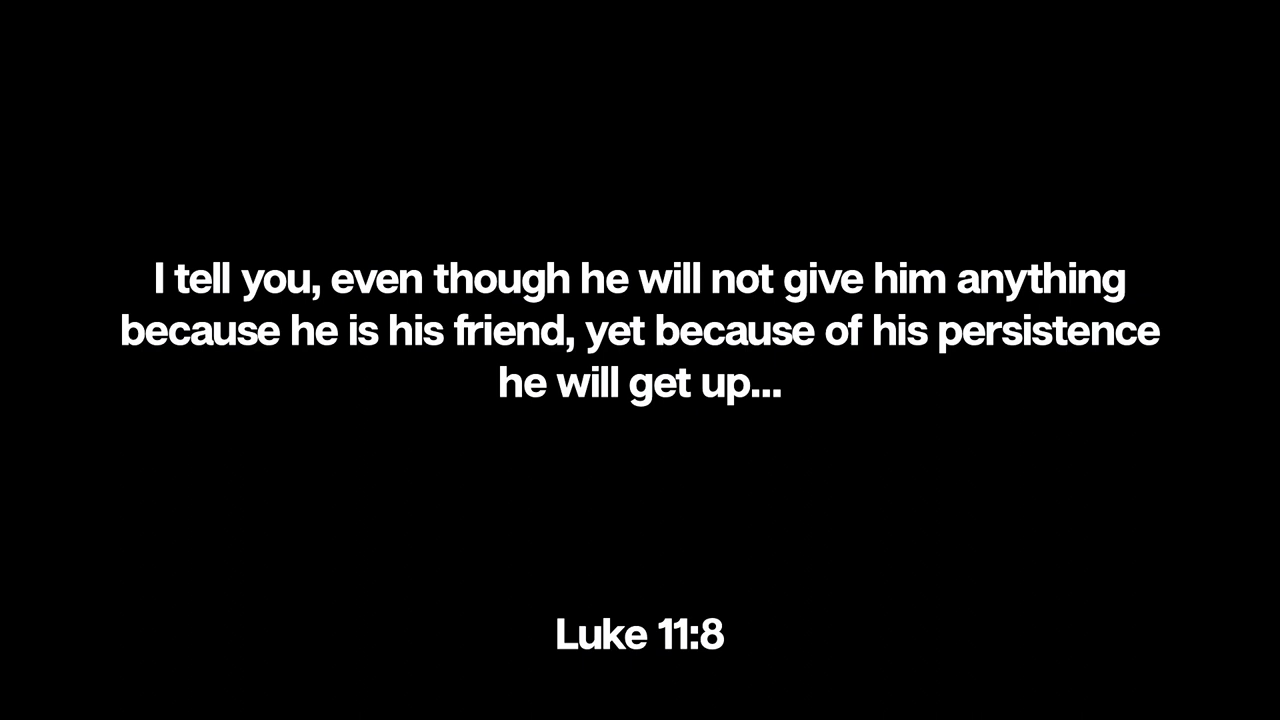 I tell you, even though he will not give him anything
because he is his friend, yet because of his persistence
he will get up...
Luke 11:8